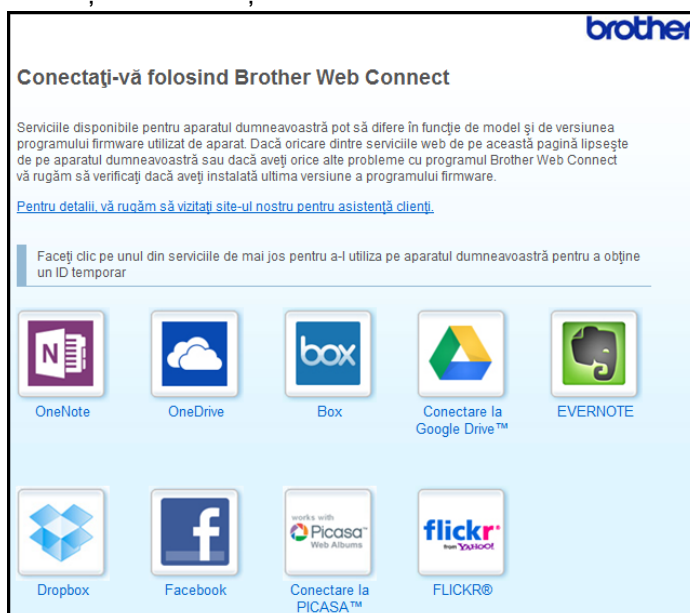 brother
Conectaţi-vă folosind Brother Web Connect
Serviciile disponibile pentru aparatul dumneavoastră pot să difere în funcţie de model şi de versiunea
programului firmware utilizat de aparat. Dacă oricare dintre serviciile web de pe această pagină lipseşte
de pe aparatul dumneavoastră sau dacă aveţi orice alte probleme cu programul Brother Web Connect
vă rugăm să verificaţi dacă aveţi instalată ultima versiune a programului firmware.
Pentru detalii, vă rugăm să vizitaţi site-ul nostru pentru asistenţă clienţi.
Faceţi clic pe unul din serviciile de mai jos pentru a-l utiliza pe aparatul dumneavoastră pentru a obţine
un ID temporar
N
box
OneNote
OneDrive
Box
Conectare la
Google Drive™
EVERNOTE
f
works with
Picasa™
Web Albums
flickr
from YAHOO!
Dropbox
Facebook
Conectare la
PICASA™
FLICKR®